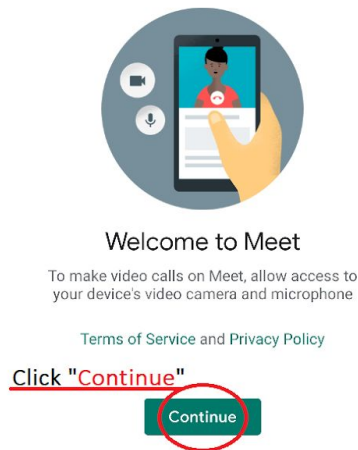 Welcome to Meet
To make video calls on Meet, allow access to
your device's video camera and microphone
Terms of Service and Privacy Policy
Click "Continue"
Continue